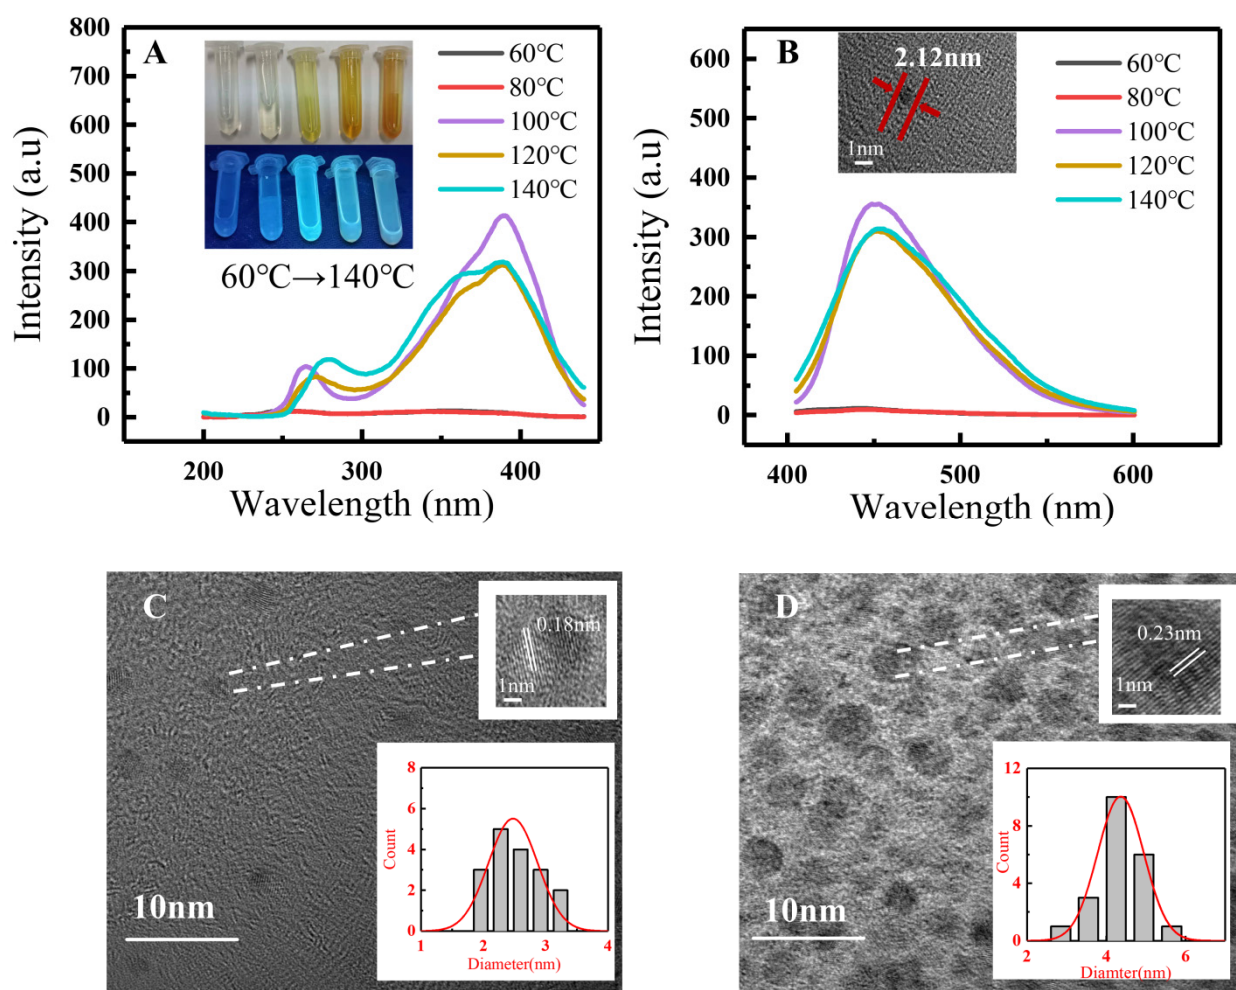 A
800
700
600
500
400
300
200
100
0
Intensity (a.u)
60℃
80℃
100℃
120℃
140℃
60℃→140℃
200
300
400
Wavelength (nm)
B
600
500
400
300
200
100
0
Intensity (a.u)
2.12nm
1nm
60℃
80℃
100℃
120℃
140℃
400
500
600
Wavelength (nm)
C
0.18nm
1nm
10nm
8
6
4
2
0
Count
1
2
3
4
Diameter(nm)
D
0.23nm
1nm
10nm
12
9
6
3
0
Count
2
4
6
Diamter(nm)